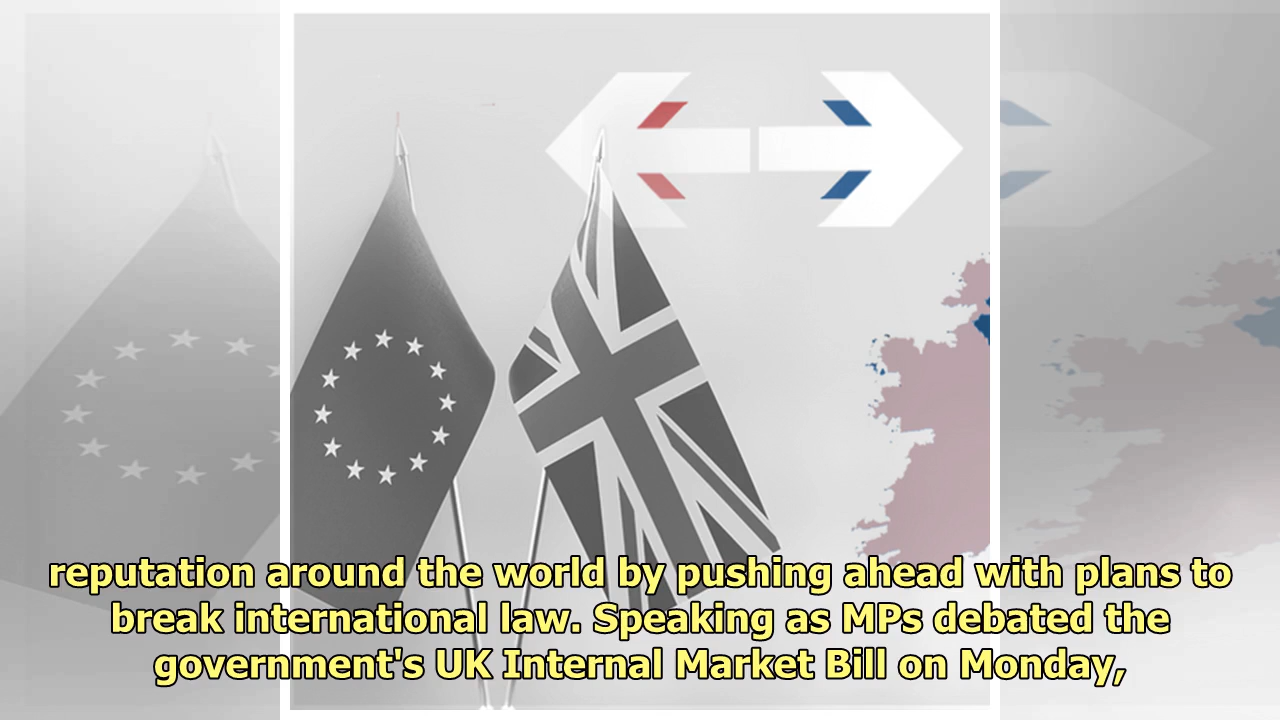 reputation around the world by pushing ahead with plans to
break international law. Speaking as MPs debated the
government's UK Internal Market Bill on Monday,